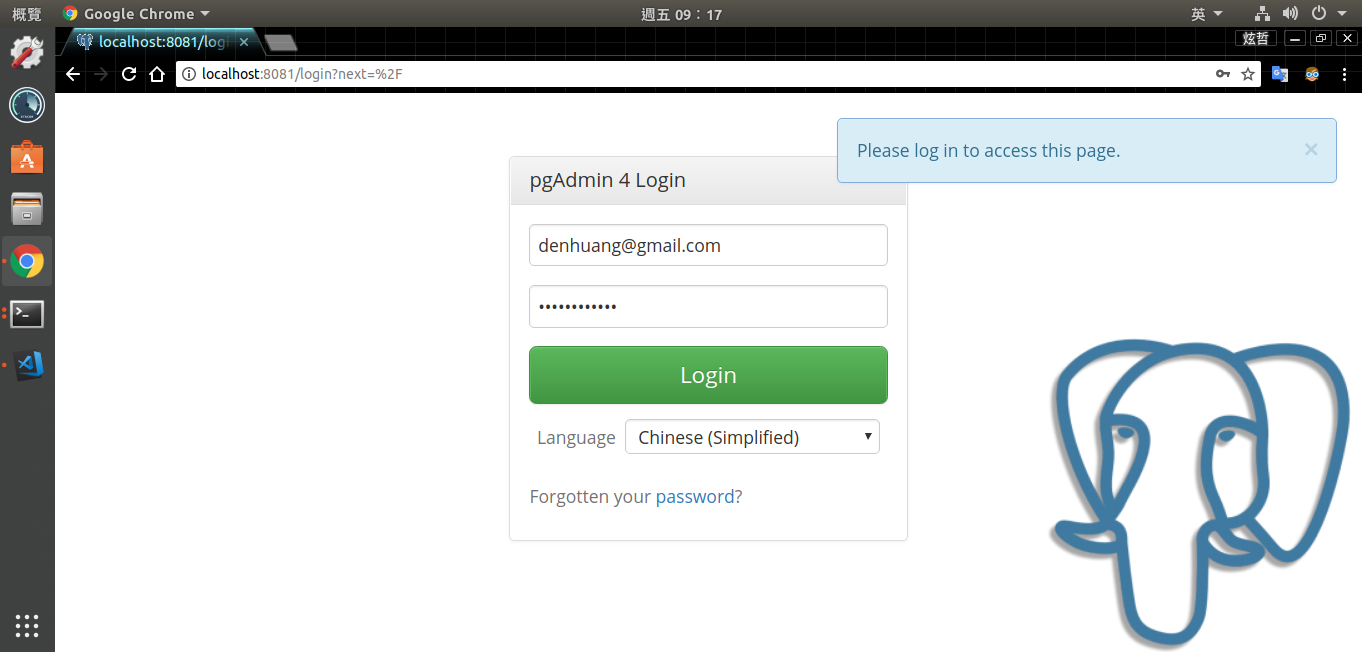 概覽
Google Chrome
週五 09：17
英
localhost:8081/logi
炫哲
localhost:8081/login?next=%2F
Please log in to access this page.
pgAdmin 4 Login
denhuang@gmail.com
••••••••••••
Login
Language
Chinese (Simplified)
Forgotten your password?